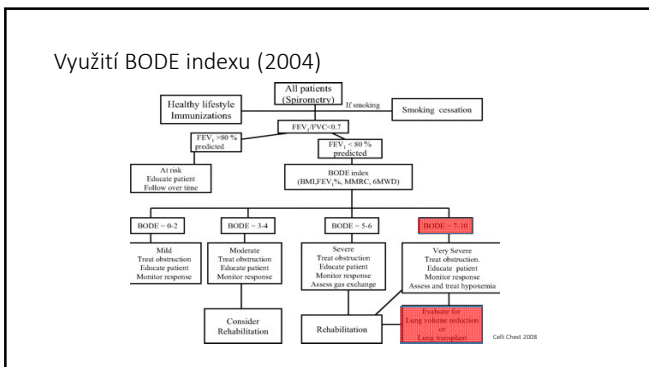 Využití BODE indexu (2004)
All patients
(Spirometry)
Healthy lifestyle
Immunizations
If smoking
Smoking cessation
FEV1/FVC<0.7
FEV1 >80 %
predicted
FEV1 < 80 %
predicted
At risk
Educate patient
Follow over time
BODE index
(BMI,FEV1%, MMRC, 6MWD)
BODE = 0-2
BODE = 3-4
BODE = 5-6
BODE = 7-10
Mild
Treat obstruction
Educate patient
Monitor response
Moderate
Treat obstruction
Educate patient
Monitor response
Severe
Treat obstruction
Educate patient
Monitor response
Assess gas exchange
Very Severe
Treat obstruction.
Educate patient
Monitor response
Assess and treat hypoxemia
Consider
Rehabilitation
Rehabilitation
Evaluate for
Lung volume reduction
or
Lung transplant
Celli Chest 2008